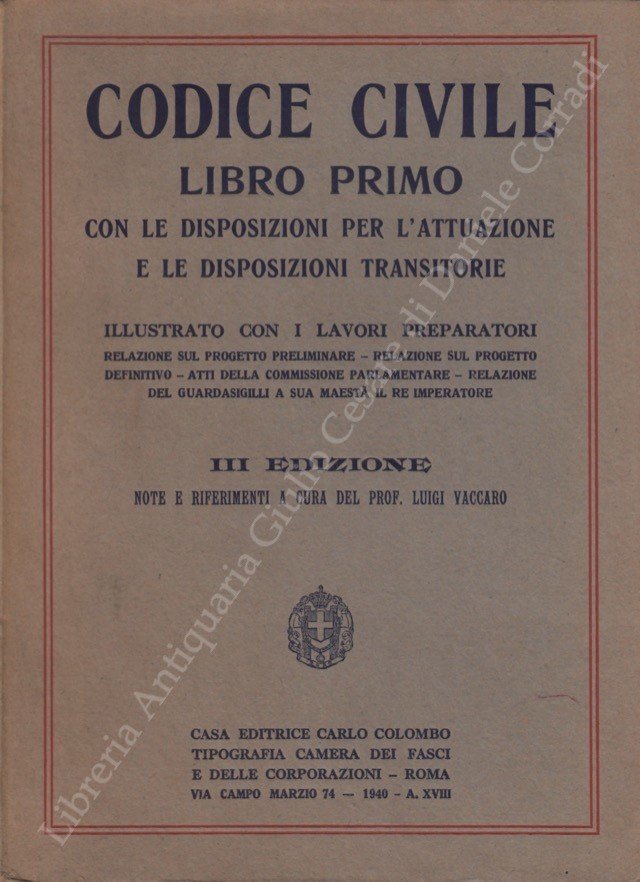 CODICE CIVILE
LIBRO PRIMO
CON LE DISPOSIZIONI PER L'ATTUAZIONE
E LE DISPOSIZIONI TRANSITORIE
ILLUSTRATO CON I LAVORI PREPARATORI
RELAZIONE SUL PROGETTO PRELIMINARE – RELAZIONE SUL PROGETTO
DEFINITIVO – ATTI DELLA COMMISSIONE PARLAMENTARE – RELAZIONE
DEL GUARDASIGILLI A SUA MAESTÀ IL RE IMPERATORE
III EDIZIONE
NOTE E RIFERIMENTI A CURA DEL PROF. LUIGI VACCARO
CASA EDITRICE CARLO COLOMBO
TIPOGRAFIA CAMERA DEI FASCI
E DELLE CORPORAZIONI – ROMA
VIA CAMPO MARZIO 74 — 1940 – A. XVIII
Libreria Antiquaria Giulio Cesare di Daniele Corradi